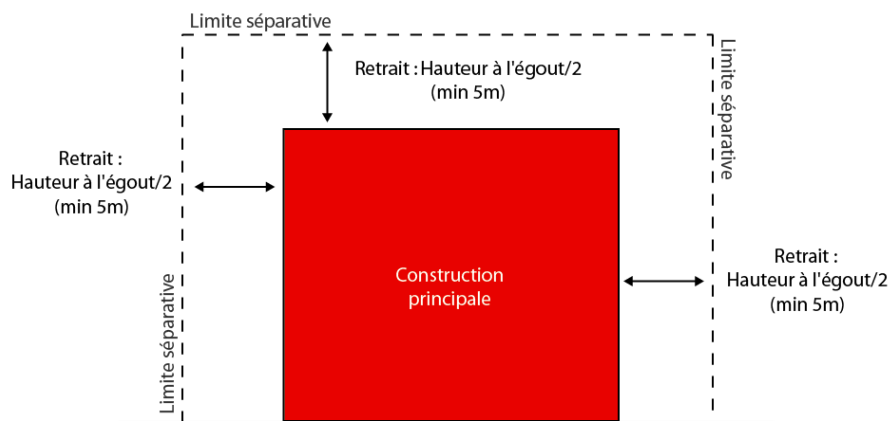 Limite séparative
Retrait : Hauteur à l'égout/2
(min 5m)
Limite séparative
Retrait :
Hauteur à l'égout/2
(min 5m)
Construction
principale
Retrait :
Hauteur à l'égout/2
(min 5m)
Limite séparative